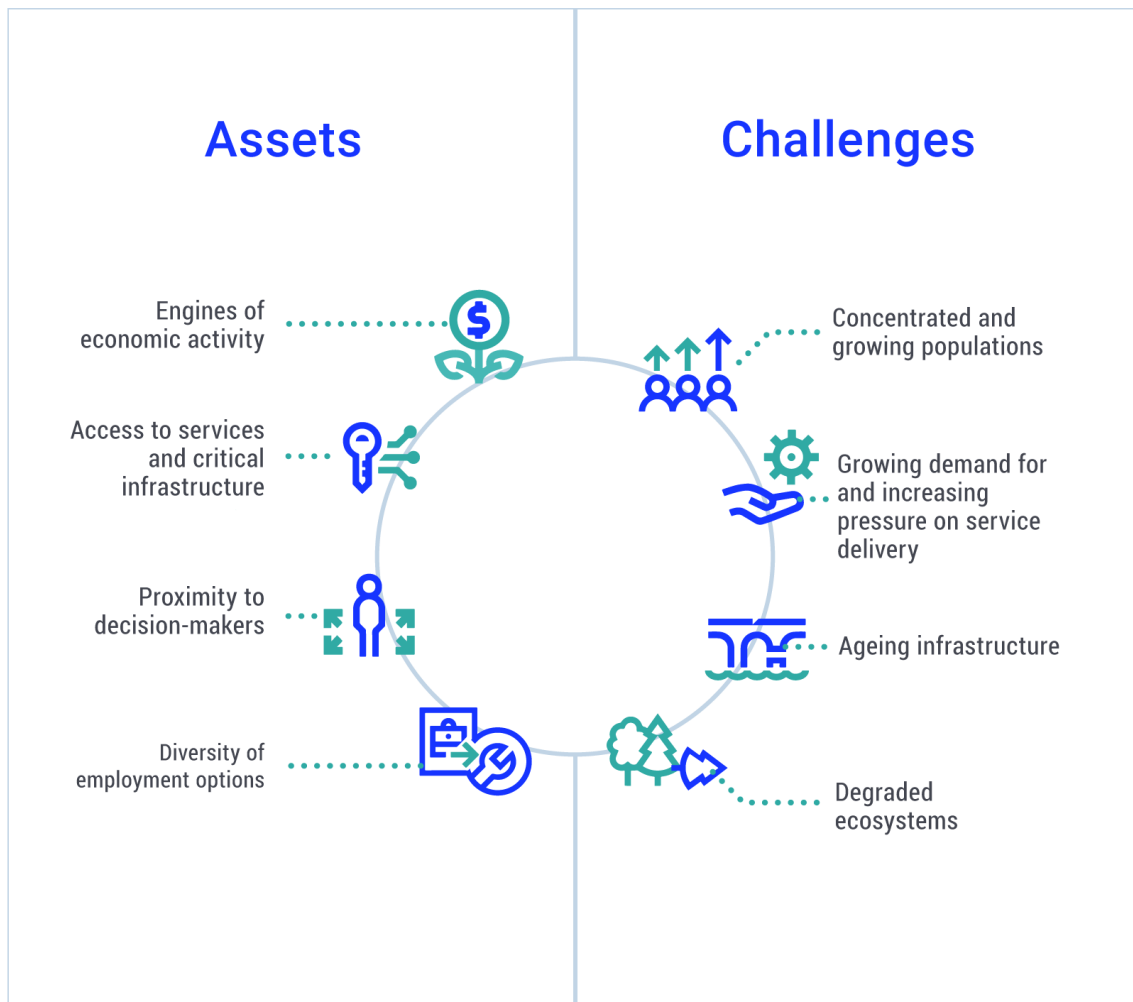 Assets
Engines of
economic activity
Access to services
and critical
infrastructure
Proximity to
decision-makers
Diversity of
employment options
Challenges
Concentrated and
growing populations
Growing demand for
and increasing
pressure on service
delivery
Ageing infrastructure
Degraded
ecosystems
$